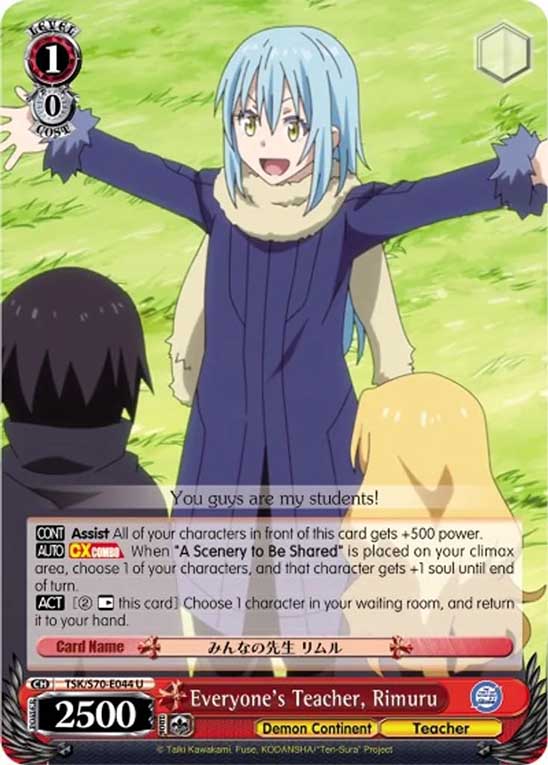 LEVEL
1
0
COST
You guys are my students!
CONT Assist All of your characters in front of this card gets +500 power.
AUTO CXCOMBO When "A Scenery to Be Shared" is placed on your climax
area, choose 1 of your characters, and that character gets +1 soul until end
of turn.
ACT [② this card] Choose 1 character in your waiting room, and return
it to your hand.
Card Name みんなの先生 リムル
CH TSK/S70-E044 U
Everyone's Teacher, Rimuru
POWER 2500 SOUL
Demon Continent Teacher
© Taiki Kawakami, Fuse, KODANSHA/"Ten-Sura" Project